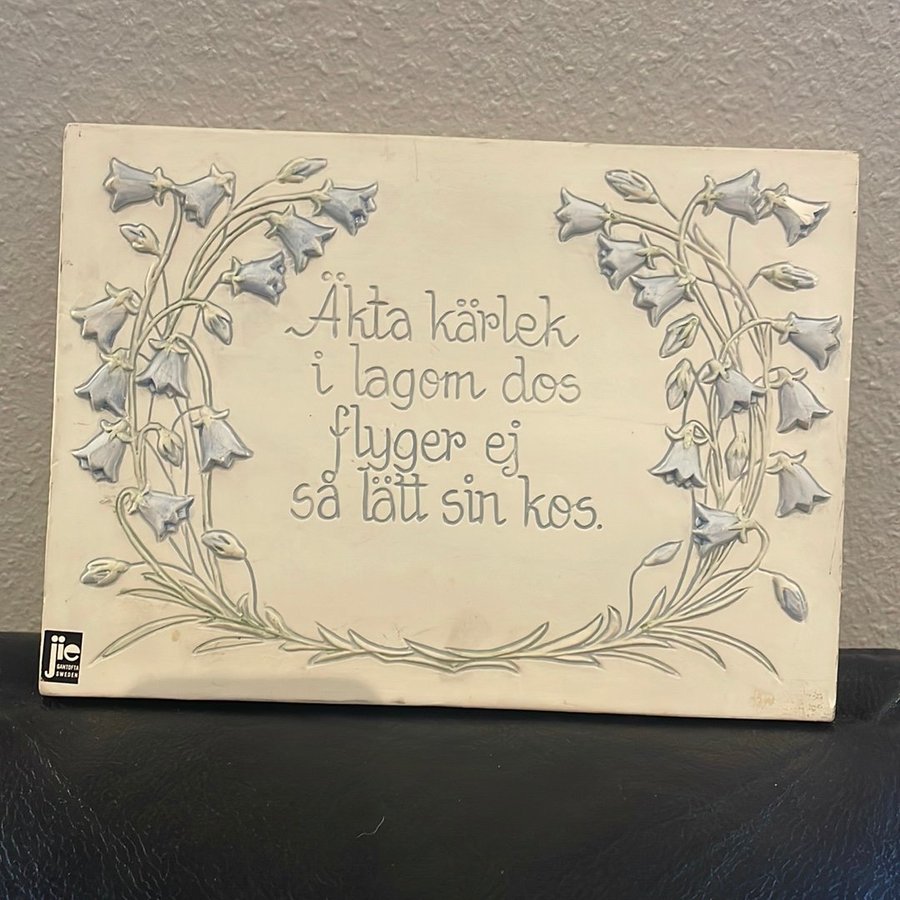 Äkta kärlek
i lagom dos
flyger ej
så lätt sin kos.
jie
GANTOFTA
SWEDEN